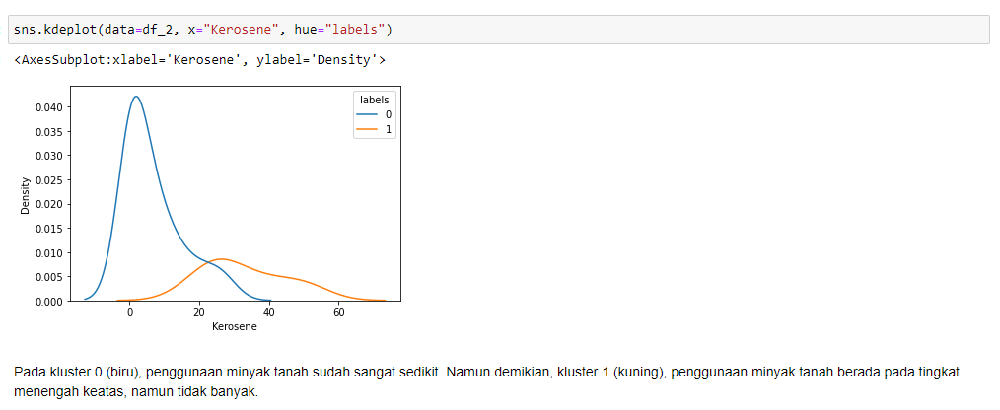 sns.kdeplot(data=df_2, x="Kerosene", hue="labels")
<AxesSubplot:xlabel='Kerosene', ylabel='Density'>
labels
0
1
0.040
0.035
0.030
0.025
0.020
0.015
0.010
0.005
0.000
Density
0 20 40 60
Kerosene
Pada kluster 0 (biru), penggunaan minyak tanah sudah sangat sedikit. Namun demikian, kluster 1 (kuning), penggunaan minyak tanah berada pada tingkat
menengah keatas, namun tidak banyak.